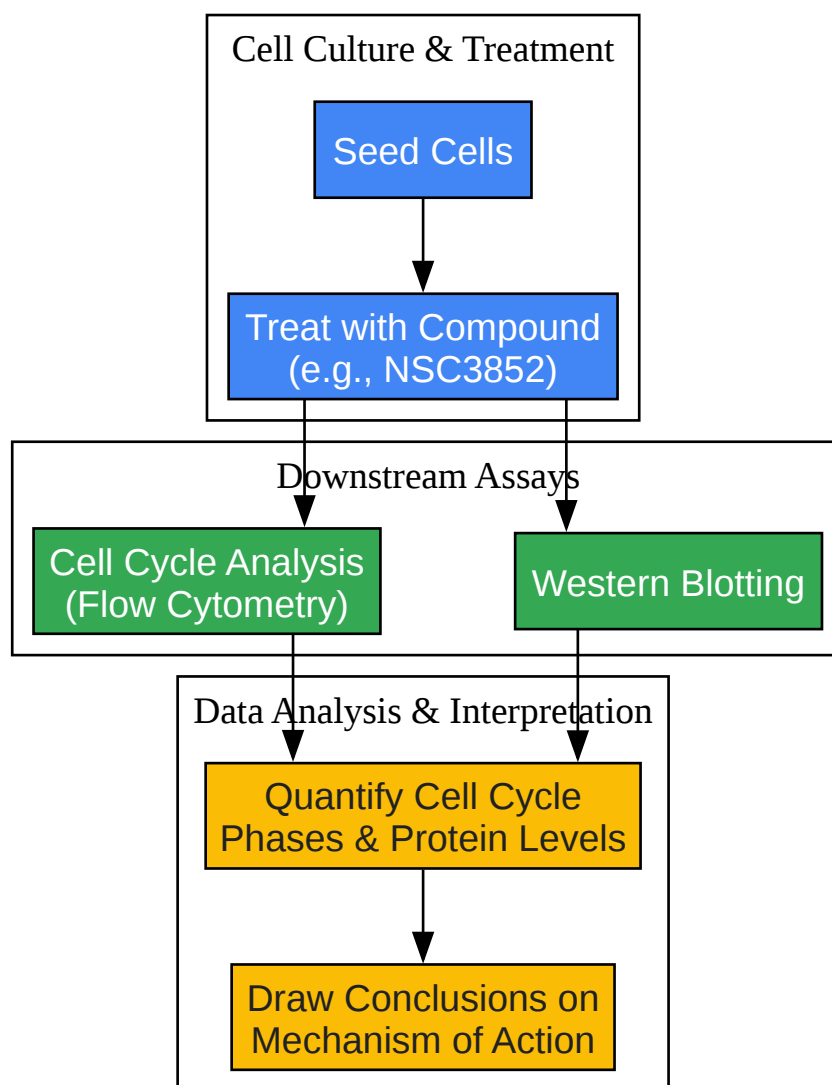 Cell Culture & Treatment
Seed Cells
Treat with Compound
(e.g., NSC3852)
Downstream Assays
Cell Cycle Analysis
(Flow Cytometry)
Western Blotting
Data Analysis & Interpretation
Quantify Cell Cycle
Phases & Protein Levels
Draw Conclusions on
Mechanism of Action